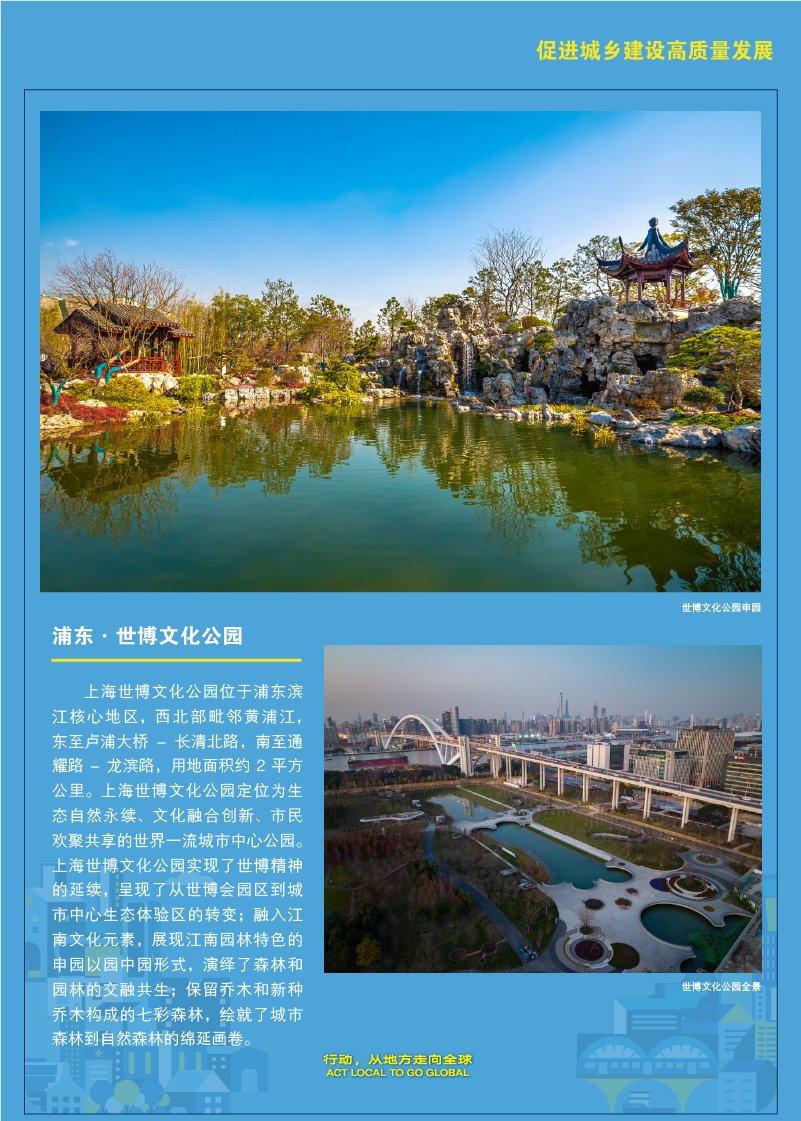 促进城乡建设高质量发展
世博文化公园申园
浦东·世博文化公园
上海世博文化公园位于浦东滨
江核心地区，西北部毗邻黄浦江，
东至卢浦大桥 – 长清北路，南至通
耀路 – 龙滨路，用地面积约 2 平方
公里。上海世博文化公园定位为生
态自然永续、文化融合创新、市民
欢聚共享的世界一流城市中心公园。
上海世博文化公园实现了世博精神
的延续，呈现了从世博会园区到城
市中心生态体验区的转变；融入江
南文化元素，展现江南园林特色的
申园以园中园形式，演绎了森林和
园林的交融共生；保留乔木和新种
乔木构成的七彩森林，绘就了城市
森林到自然森林的绵延画卷。
世博文化公园全景
行动，从地方走向全球
ACT LOCAL TO GO GLOBAL